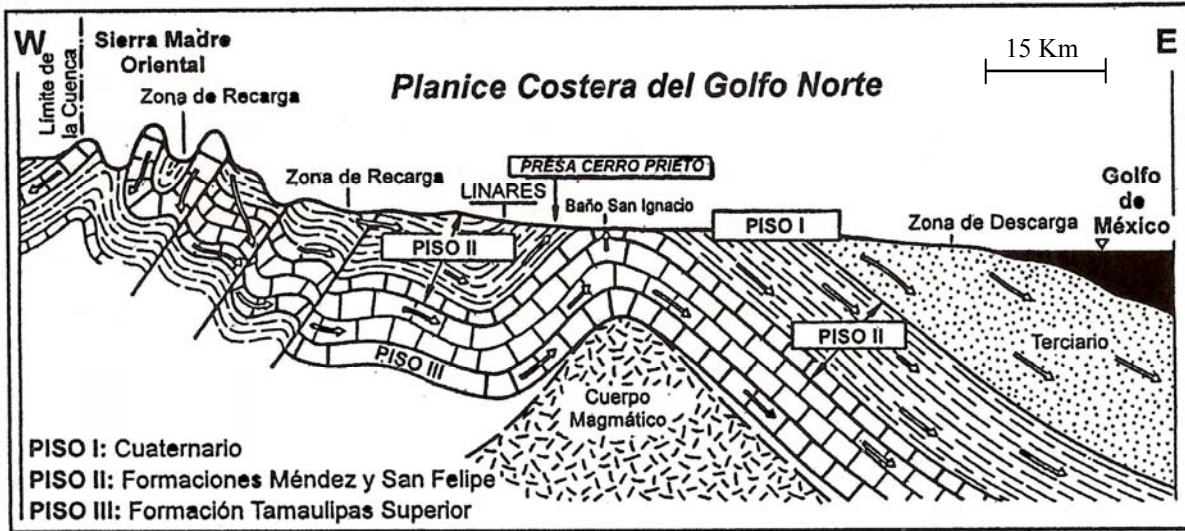 W
Sierra Madre
Oriental
Límite de
la Cuenca
Zona de Recarga
Planice Costera del Golfo Norte
15 Km
E
Zona de Recarga
LINARES
PRESA CERRO PRIETO
Baño San Ignacio
PISO I
Zona de Descarga
Golfo
de
México
PISO II
PISO II
Terciario
PISO III
Cuerpo
Magmático
PISO I: Cuaternario
PISO II: Formaciones Méndez y San Felipe
PISO III: Formación Tamaulipas Superior